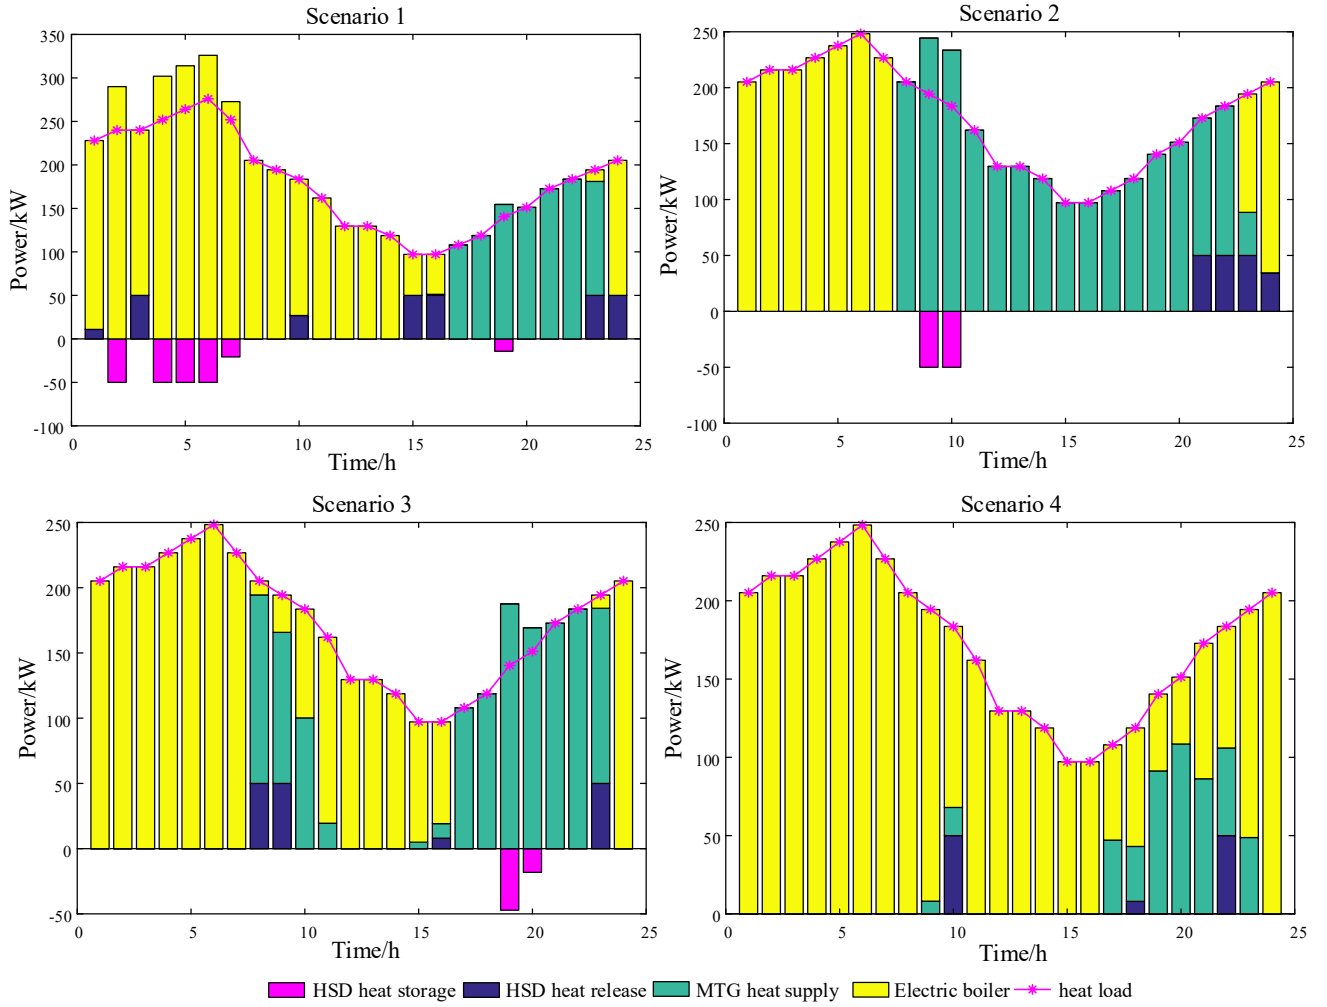 Scenario 1
350
300
250
200
150
100
50
0
-50
-100
0 5 10 15 20 25
Power/kW
Time/h
Scenario 2
250
200
150
100
50
0
-50
-100
0 5 10 15 20 25
Power/kW
Time/h
Scenario 3
250
200
150
100
50
0
-50
0 5 10 15 20 25
Power/kW
Time/h
Scenario 4
250
200
150
100
50
0
0 5 10 15 20 25
Power/kW
Time/h
HSD heat storage HSD heat release MTG heat supply Electric boiler heat load